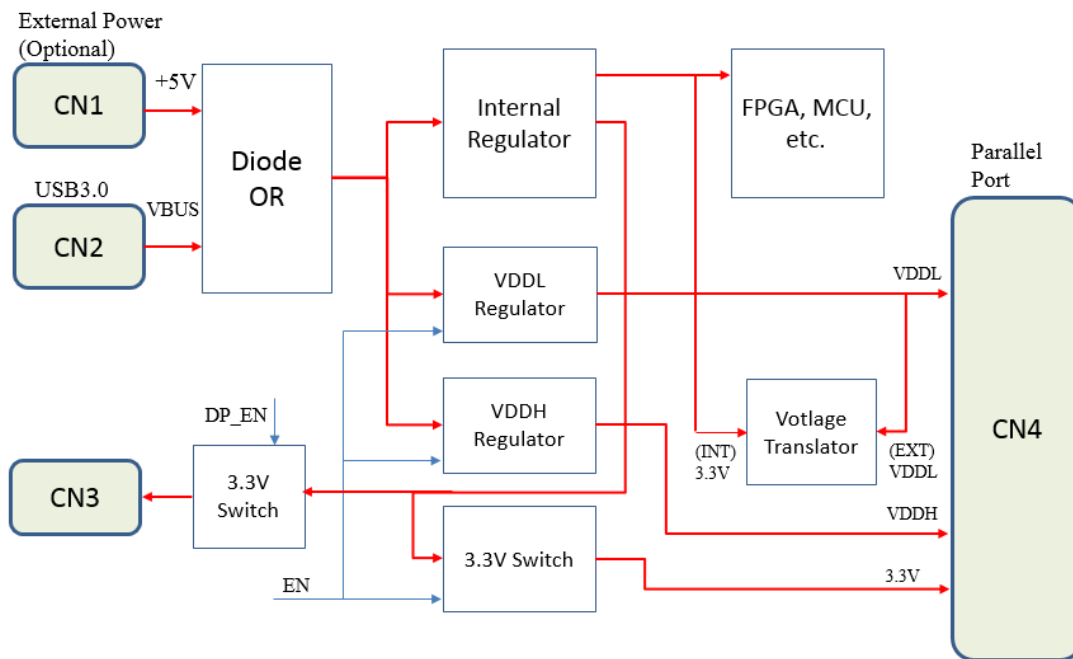 External Power
(Optional)
CN1
+5V
USB3.0
CN2
VBUS
Diode
OR
Internal
Regulator
FPGA, MCU,
etc.
Parallel
Port
VDDL
Regulator
VDDL
DP_EN
VDDH
Regulator
Votlage
Translator
(INT)
3.3V
(EXT)
VDDL
CN4
CN3
3.3V
Switch
VDDH
3.3V Switch
3.3V
EN